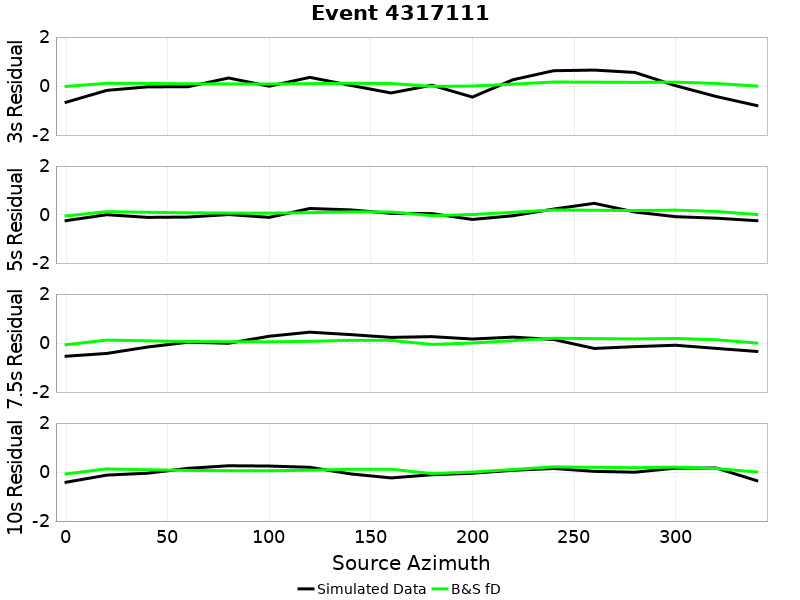 Event 4317111
3s Residual
2
0
-2
5s Residual
2
0
-2
7.5s Residual
2
0
-2
10s Residual
2
0
-2
0 50 100 150 200 250 300
Source Azimuth
Simulated Data B&S fD